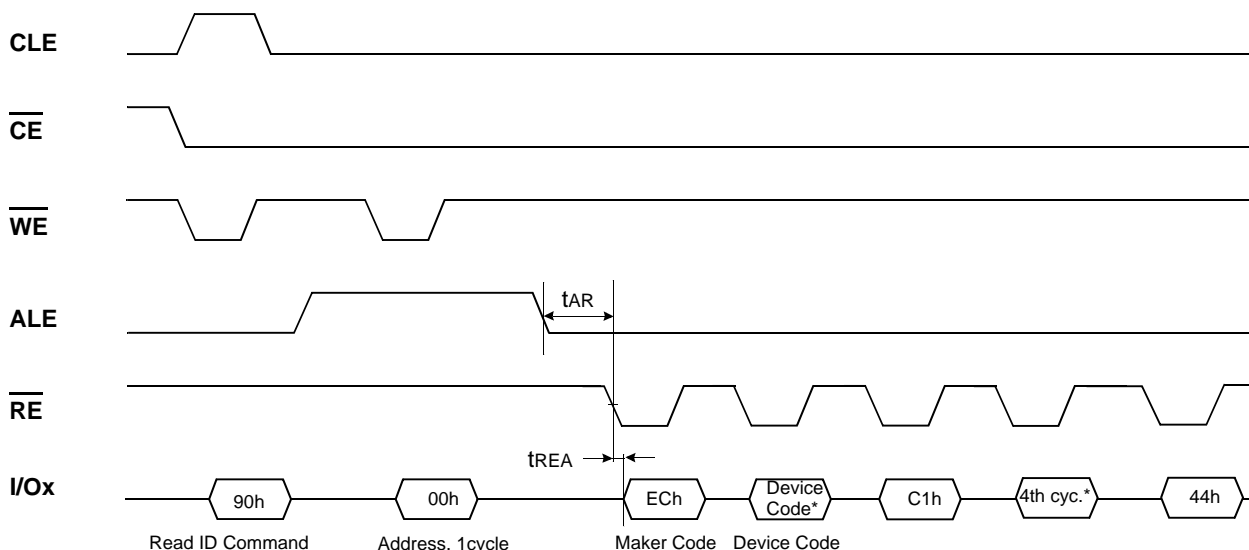 CLE
CE
WE
ALE
tAR
RE
tREA
I/Ox
90h
00h
ECh
Device
Code*
C1h
4th cyc.*
44h
Read ID Command
Address, 1cycle
Maker Code
Device Code